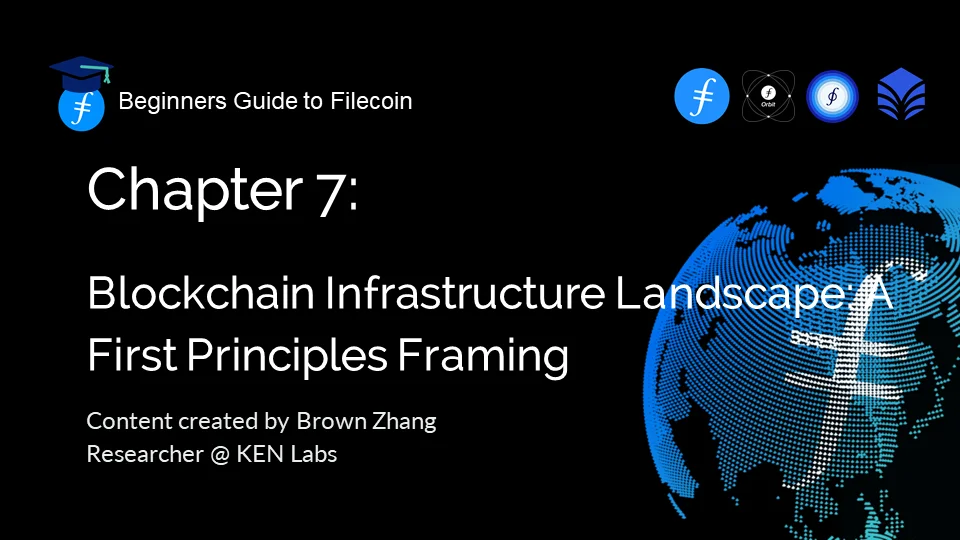 Beginners Guide to Filecoin
Orbit
Chapter 7:
Blockchain Infrastructure Landscape: A
First Principles Framing
Content created by Brown Zhang
Researcher @ KEN Labs